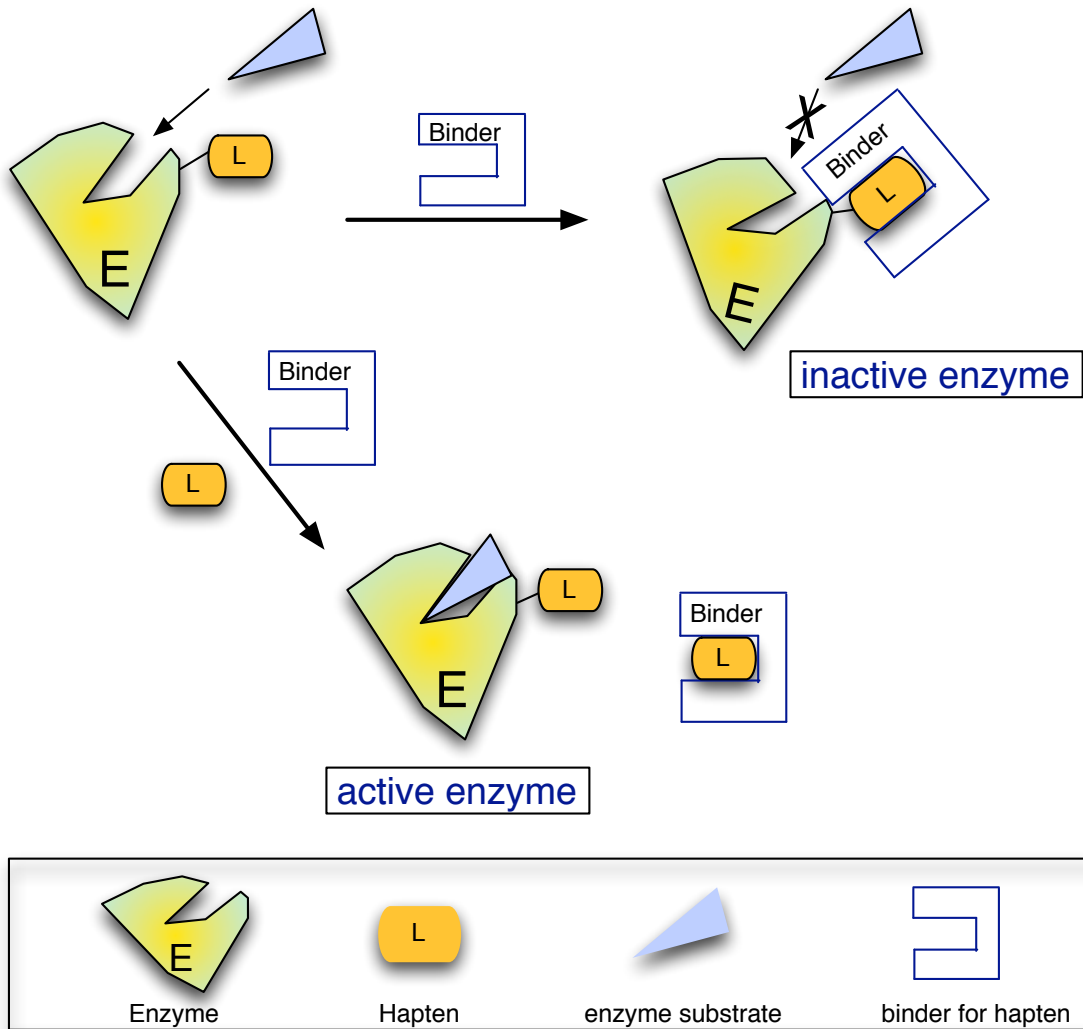 Binder
L
E
Binder
L
E
inactive enzyme
Binder
L
L
E
Binder
L
active enzyme
E
L
Enzyme
Hapten
enzyme substrate
binder for hapten